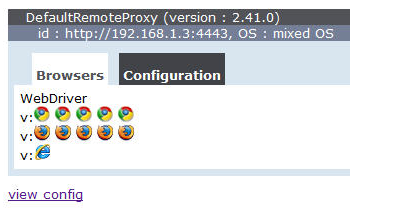 DefaultRemoteProxy (version : 2.41.0)
id : http://192.168.1.3:4443, OS : mixed OS
Browsers Configuration
WebDriver
v:
v:
v:
view config